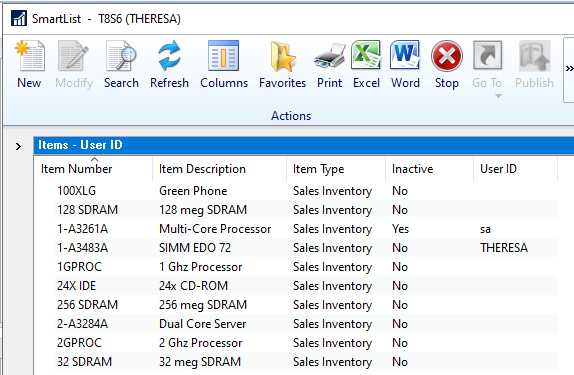 SmartList - T8S6 (THERESA)
New Modify Search Refresh Columns Favorites Print Excel Word Stop Go To Publish »
Actions
Items - User ID
Item Number Item Description Item Type Inactive User ID
100XLG Green Phone Sales Inventory No
128 SDRAM 128 meg SDRAM Sales Inventory No
1-A3261A Multi-Core Processor Sales Inventory Yes sa
1-A3483A SIMM EDO 72 Sales Inventory No THERESA
1GPROC 1 Ghz Processor Sales Inventory No
24X IDE 24x CD-ROM Sales Inventory No
256 SDRAM 256 meg SDRAM Sales Inventory No
2-A3284A Dual Core Server Sales Inventory No
2GPROC 2 Ghz Processor Sales Inventory No
32 SDRAM 32 meg SDRAM Sales Inventory No